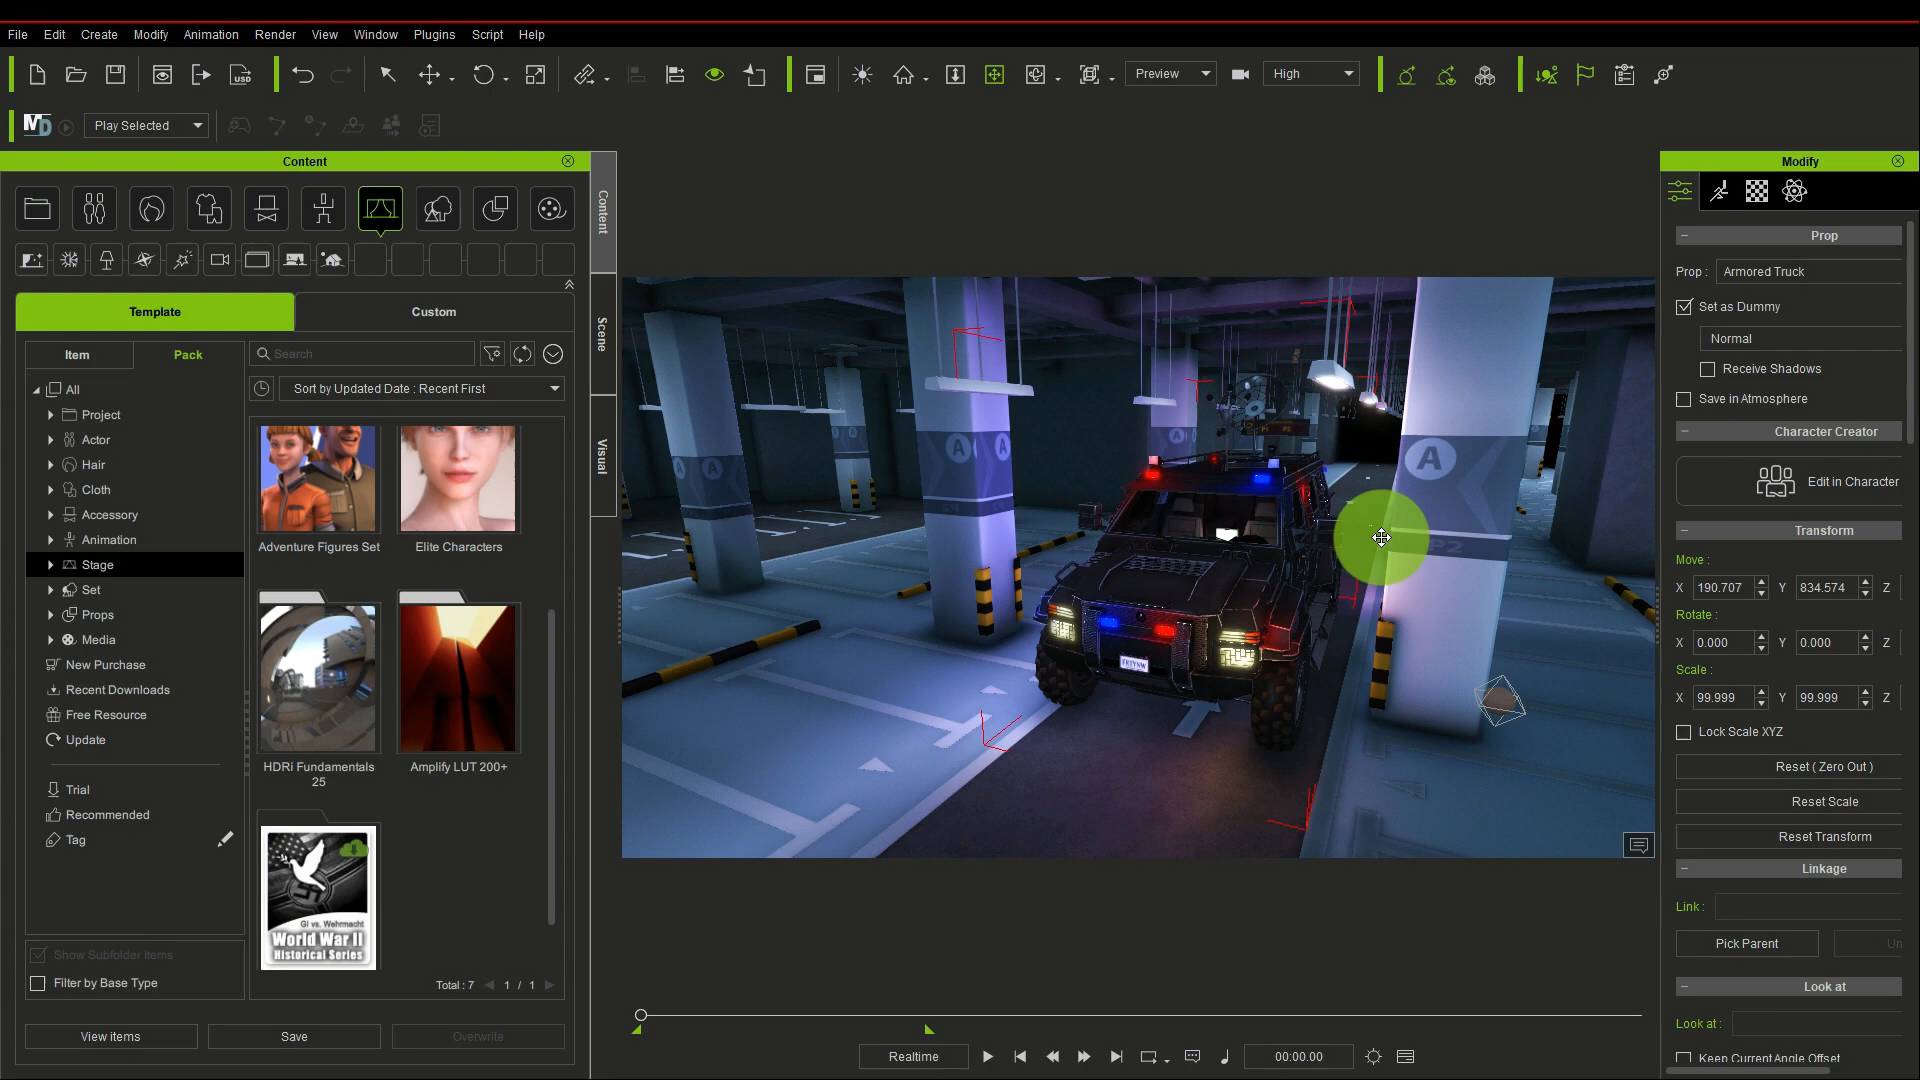 File Edit Create Modify Animation Render View Window Plugins Script Help
USD
Preview High
MD Play Selected
Content
Modify
Template Custom
Item Pack Search
Sort by Updated Date : Recent First
All
Project
Actor
Hair
Cloth
Accessory
Animation
Stage
Set
Props
Media
New Purchase
Recent Downloads
Free Resource
Update
Trial
Recommended
Tag
Show Subfolder Items
Filter by Base Type
View items Save Overwrite
Adventure Figures Set Elite Characters
HDRi Fundamentals
25
Amplify LUT 200+
GI vs. Wehrmacht
World War II
Historical Series
Total : 7 1 / 1
Content
Scene
Visual
A A A A A A
P2
Realtime 00:00.00
Prop
Prop : Armored Truck
Set as Dummy
Normal
Receive Shadows
Save in Atmosphere
Character Creator
Edit in Character
Transform
Move :
X 190.707 Y 834.574 Z
Rotate :
X 0.000 Y 0.000 Z
Scale :
X 99.999 Y 99.999 Z
Lock Scale XYZ
Reset ( Zero Out )
Reset Scale
Reset Transform
Linkage
Link :
Pick Parent Un
Look at
Look at :
Keep Current Angle Offset